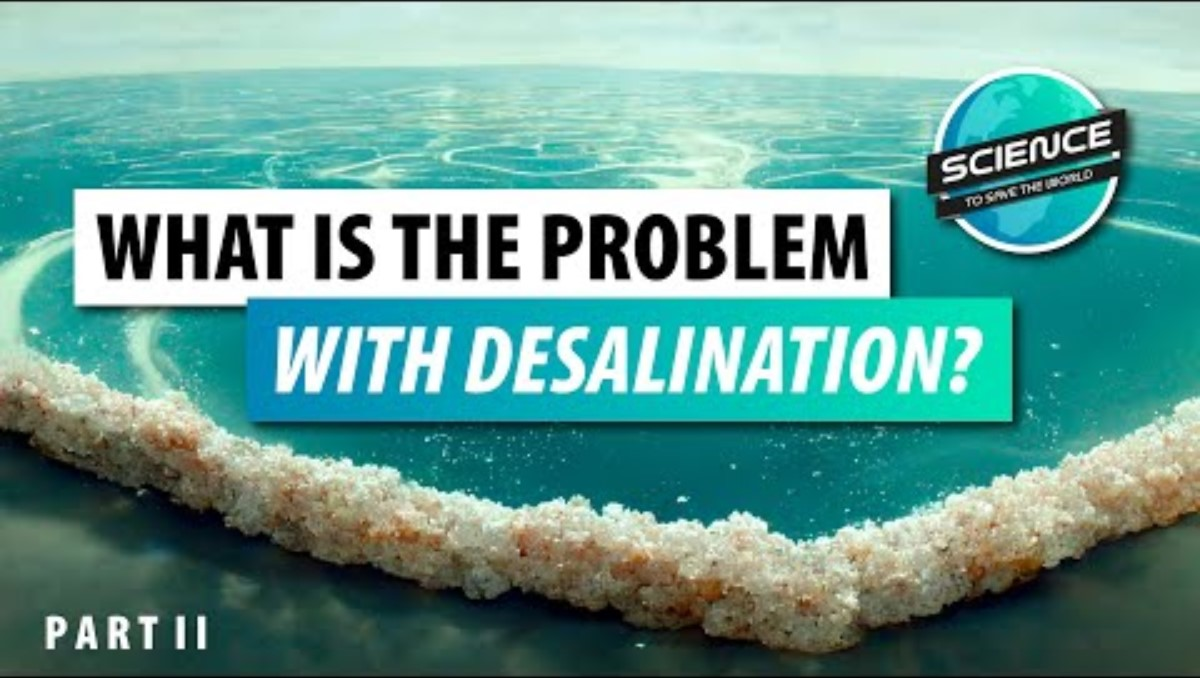 SCIENCE
TO SAVE THE WORLD
WHAT IS THE PROBLEM
WITH DESALINATION?
PART II